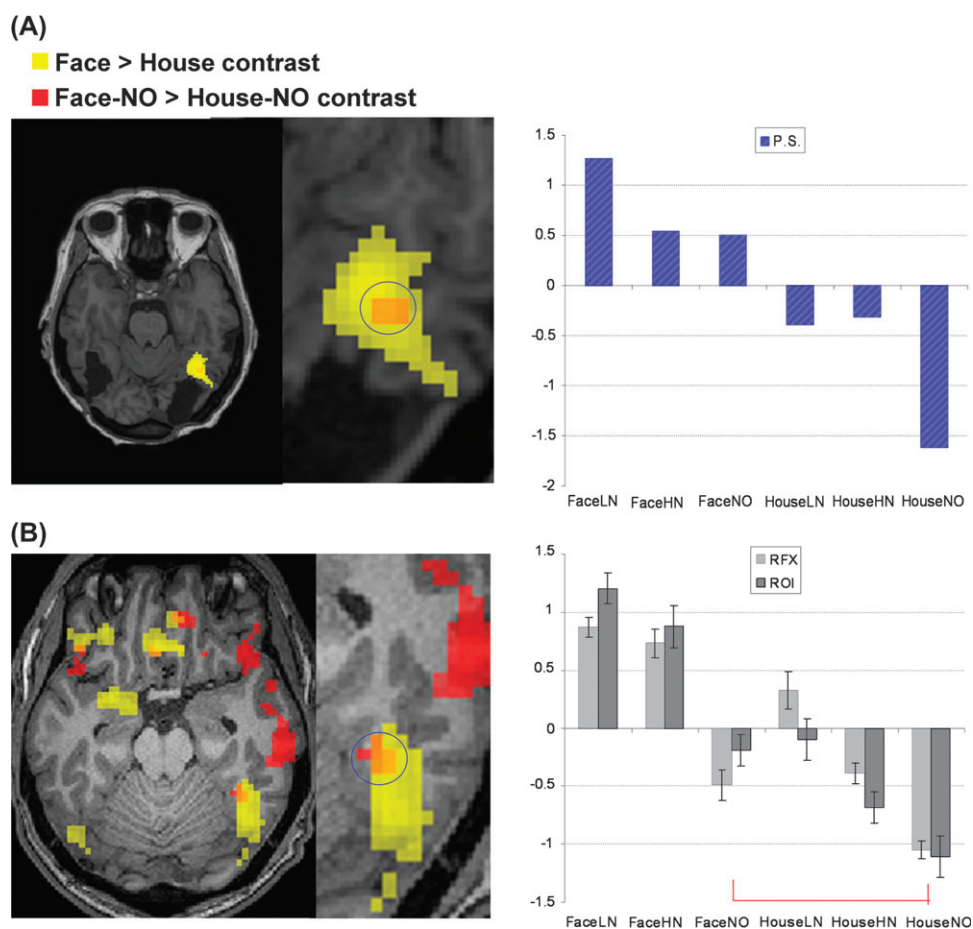 (A)
Face > House contrast
Face-NO > House-NO contrast
P.S.
1.5
1
0.5
0
-0.5
-1
-1.5
-2
FaceLN FaceHN FaceNO HouseLN HouseHN HouseNO
(B)
RFX
ROI
1.5
1
0.5
0
-0.5
-1
-1.5
FaceLN FaceHN FaceNO HouseLN HouseHN HouseNO